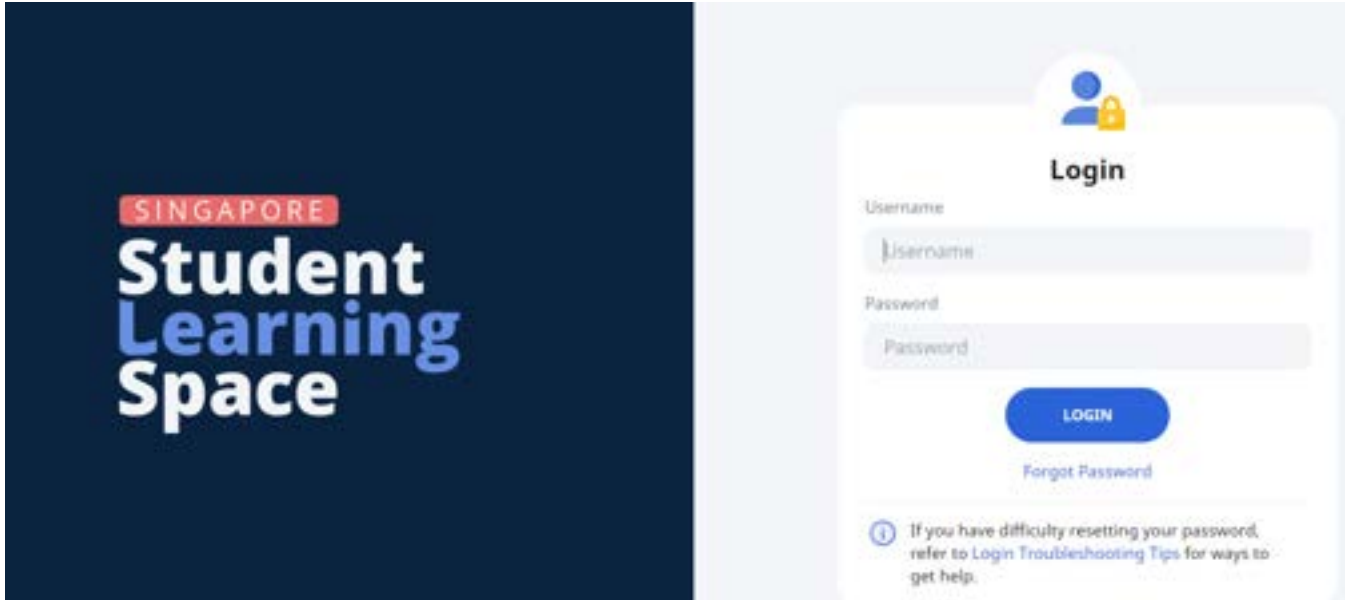 SINGAPORE
Student
Learning
Space
Login
Username
Username
Password
Password
LOGIN
Forgot Password
If you have difficulty resetting your password,
refer to Login Troubleshooting Tips for ways to
get help.